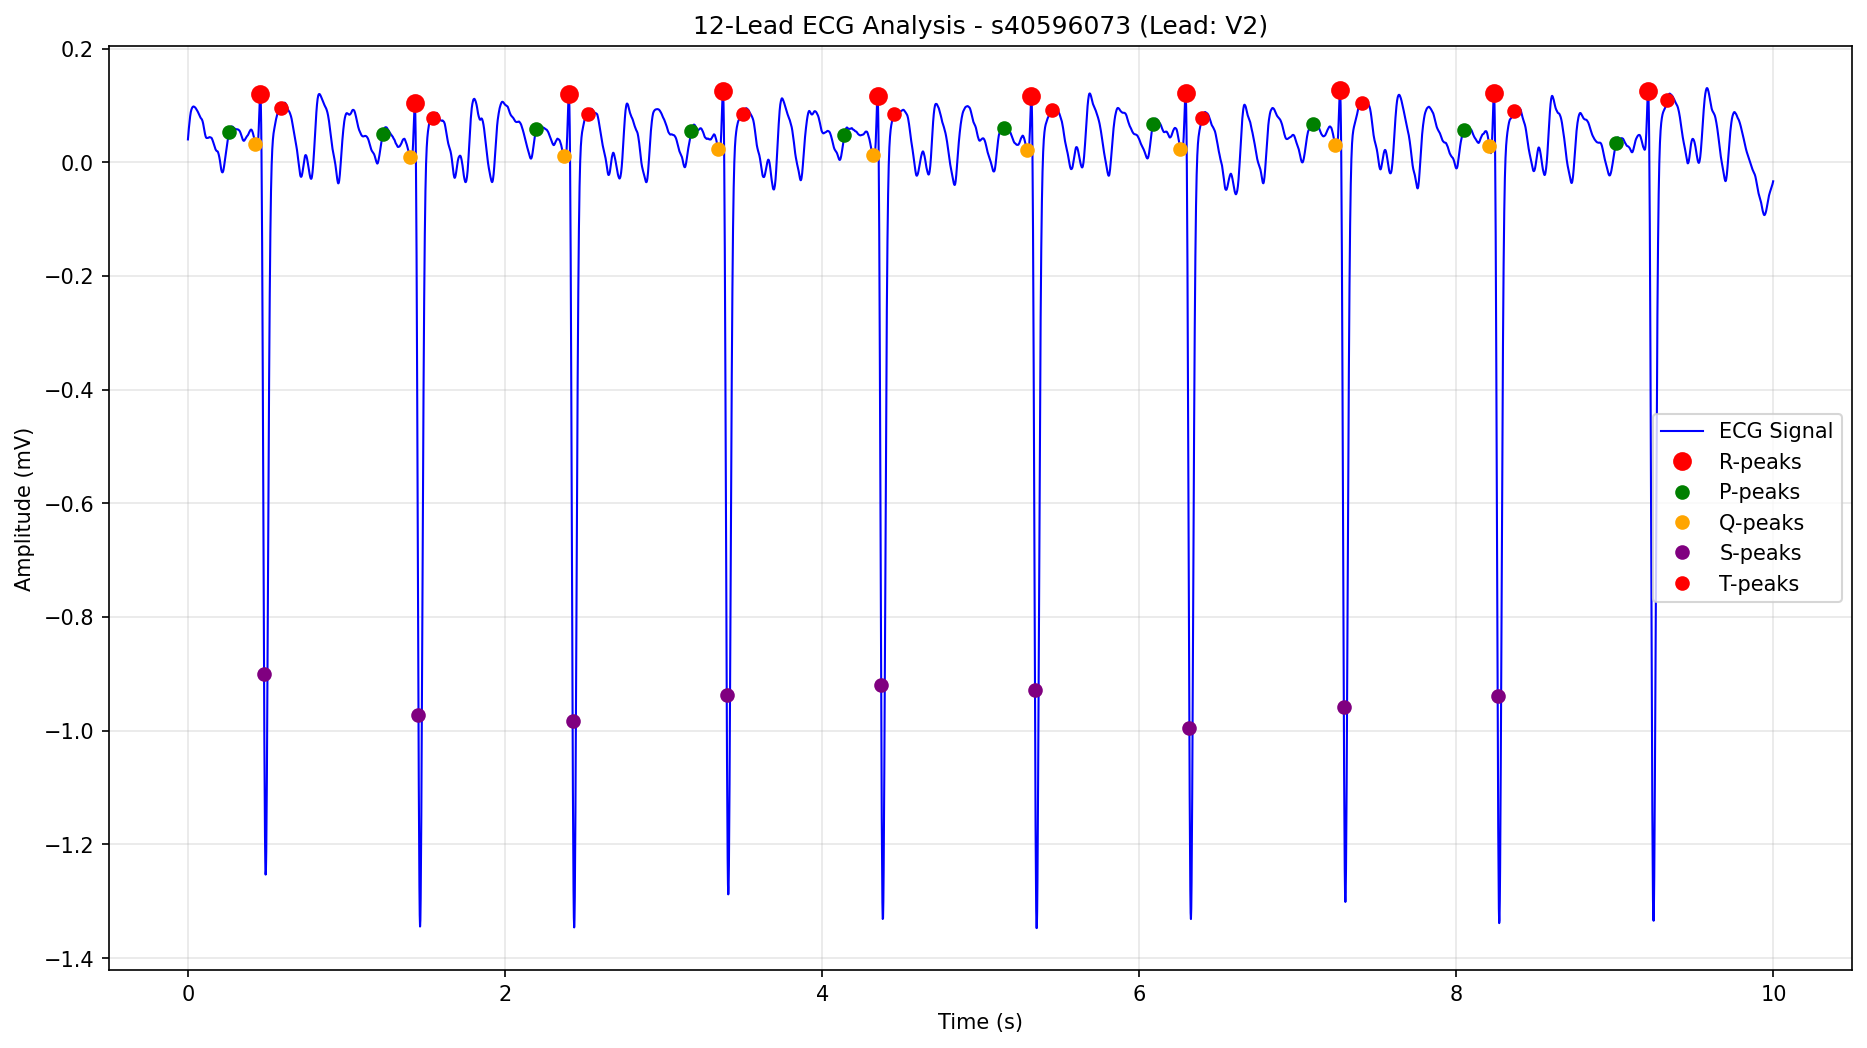 12-Lead ECG Analysis - s40596073 (Lead: V2)
Amplitude (mV)
0.2
0.0
−0.2
−0.4
−0.6
−0.8
−1.0
−1.2
−1.4
ECG Signal
R-peaks
P-peaks
Q-peaks
S-peaks
T-peaks
0 2 4 6 8 10
Time (s)